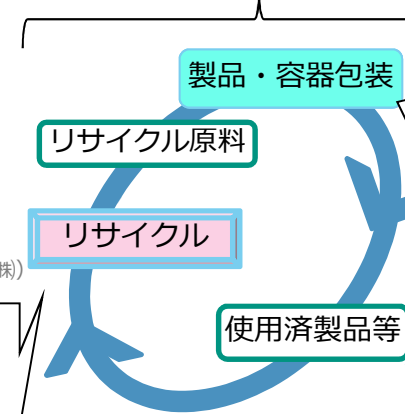 製品・容器包装
リサイクル原料
リサイクル
株))
使用済製品等